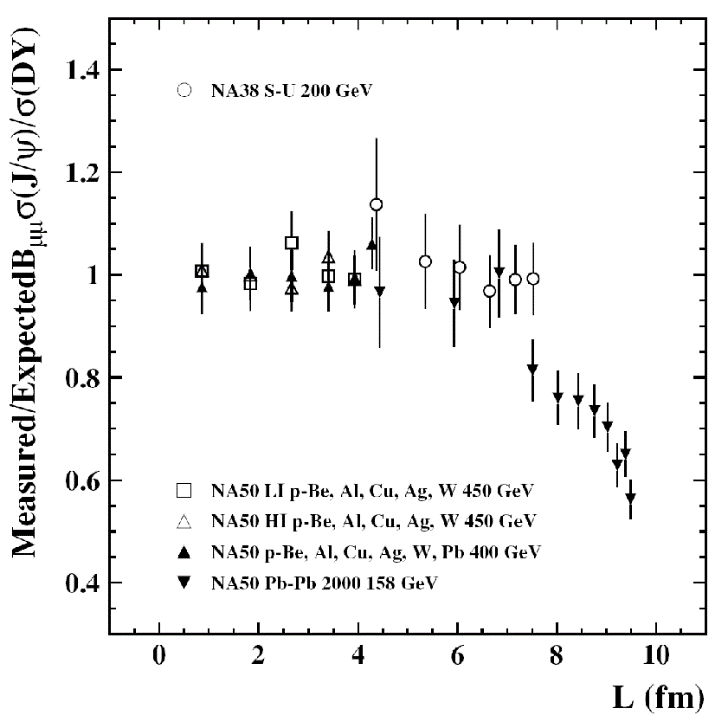 Measured/Expected B_μμσ(J/ψ)/σ(DY)
1.4
NA38 S-U 200 GeV
1.2
1
0.8
0.6
NA50 LI p-Be, Al, Cu, Ag, W 450 GeV
NA50 HI p-Be, Al, Cu, Ag, W 450 GeV
NA50 p-Be, Al, Cu, Ag, W, Pb 400 GeV
NA50 Pb-Pb 2000 158 GeV
0.4
0 2 4 6 8 10
L (fm)